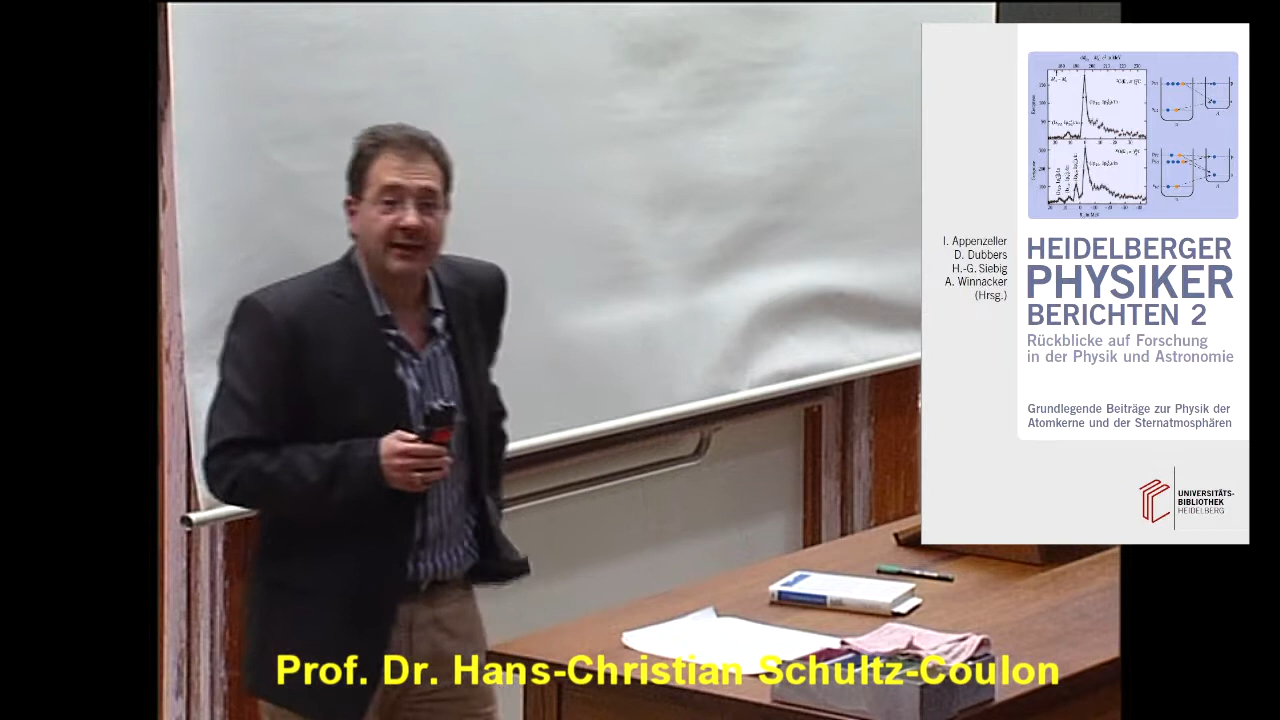 I. Appenzeller
D. Dubbers
H.-G. Siebig
A. Winnacker
(Hrsg.)
HEIDELBERGER
PHYSIKER
BERICHTEN 2
Rückblicke auf Forschung
in der Physik und Astronomie
Grundlegende Beiträge zur Physik der
Atomkerne und der Sternatmosphären
UNIVERSITÄTS-
BIBLIOTHEK
HEIDELBERG
Prof. Dr. Hans-Christian Schultz-Coulon